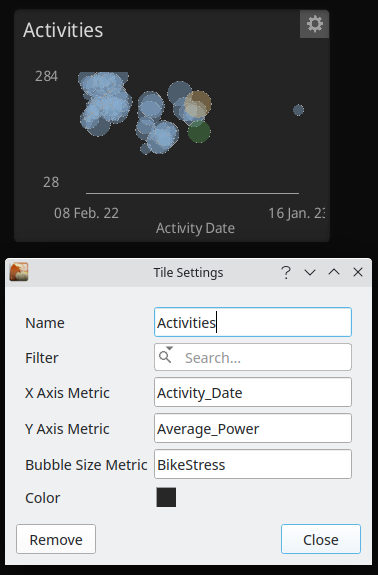 Activities
284
28
08 Feb. 22
16 Jan. 23
Activity Date
Tile Settings
?
Name
Activities
Filter
Search...
X Axis Metric
Activity_Date
Y Axis Metric
Average_Power
Bubble Size Metric
BikeStress
Color
Remove
Close